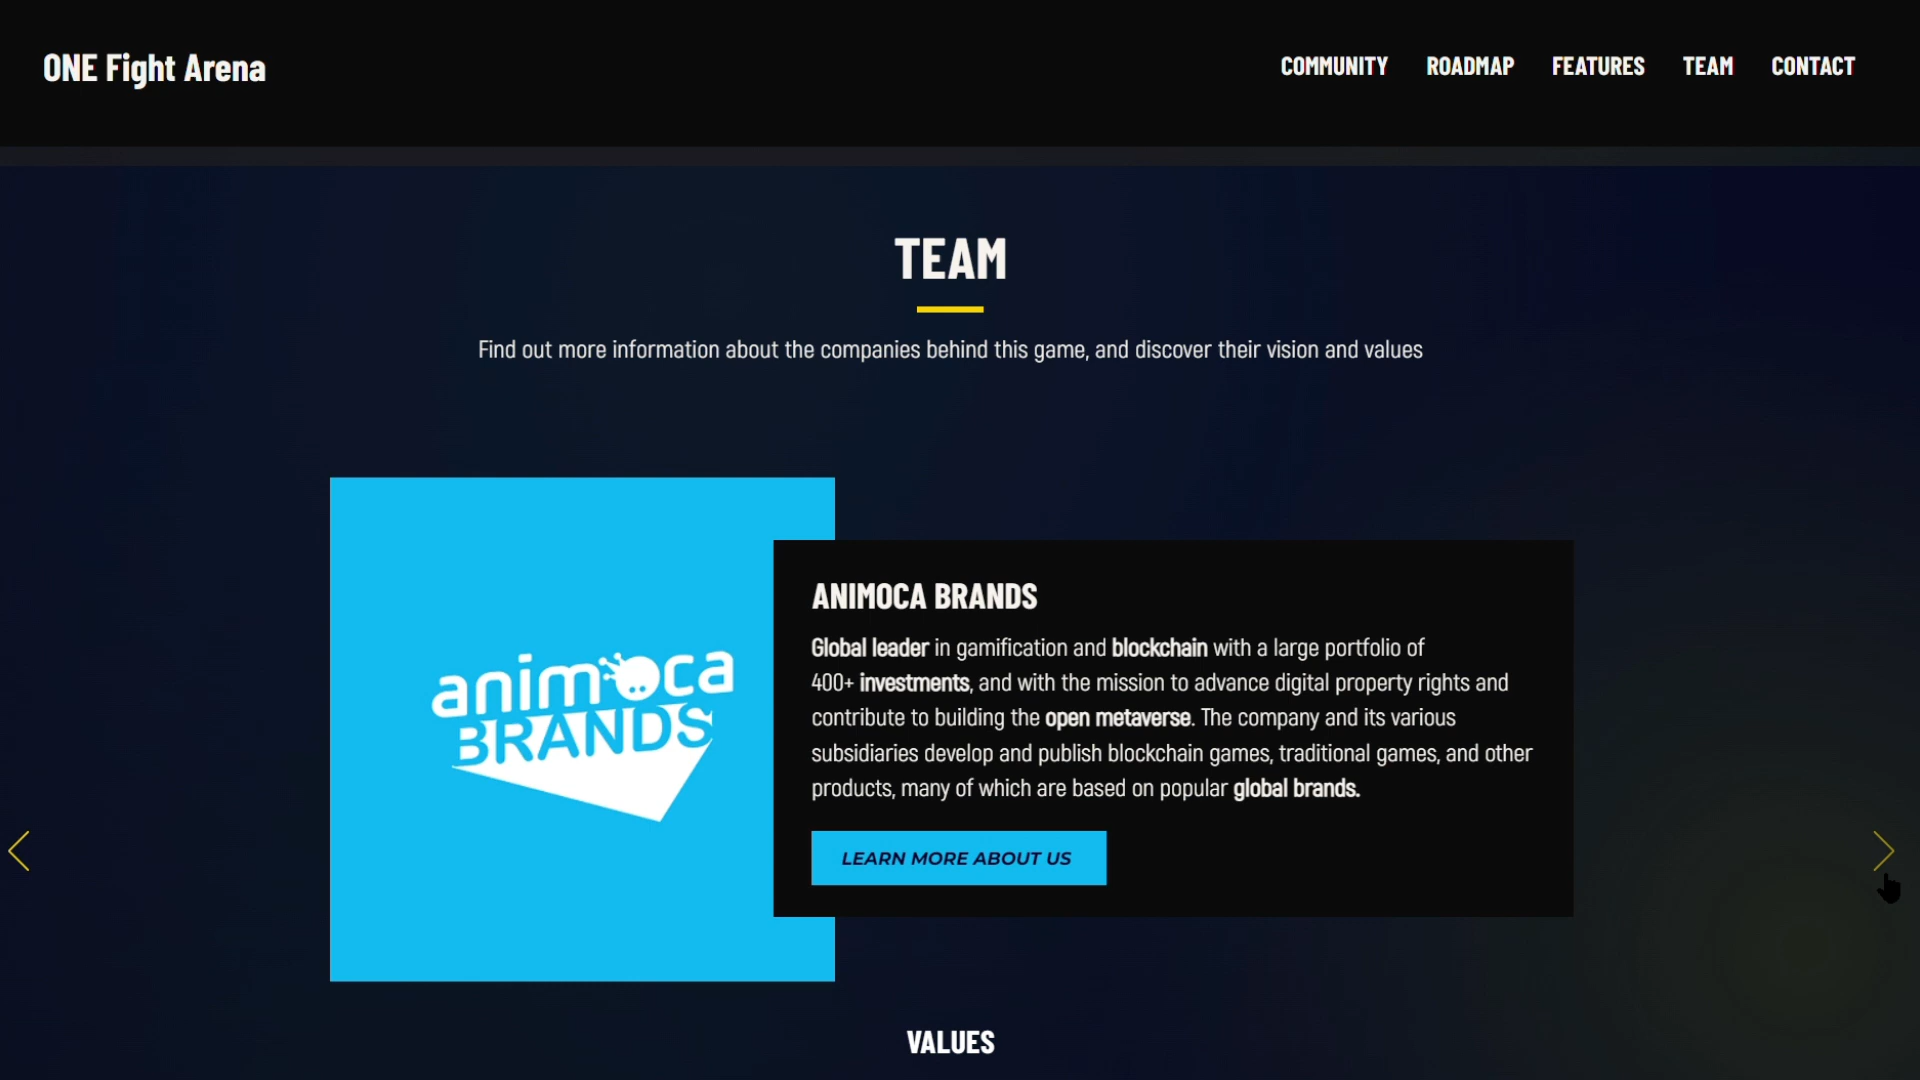 ONE Fight Arena
COMMUNITY ROADMAP FEATURES TEAM CONTACT
TEAM
Find out more information about the companies behind this game, and discover their vision and values
animoca
BRANDS
ANIMOCA BRANDS
Global leader in gamification and blockchain with a large portfolio of
400+ investments, and with the mission to advance digital property rights and
contribute to building the open metaverse. The company and its various
subsidiaries develop and publish blockchain games, traditional games, and other
products, many of which are based on popular global brands.
LEARN MORE ABOUT US
VALUES